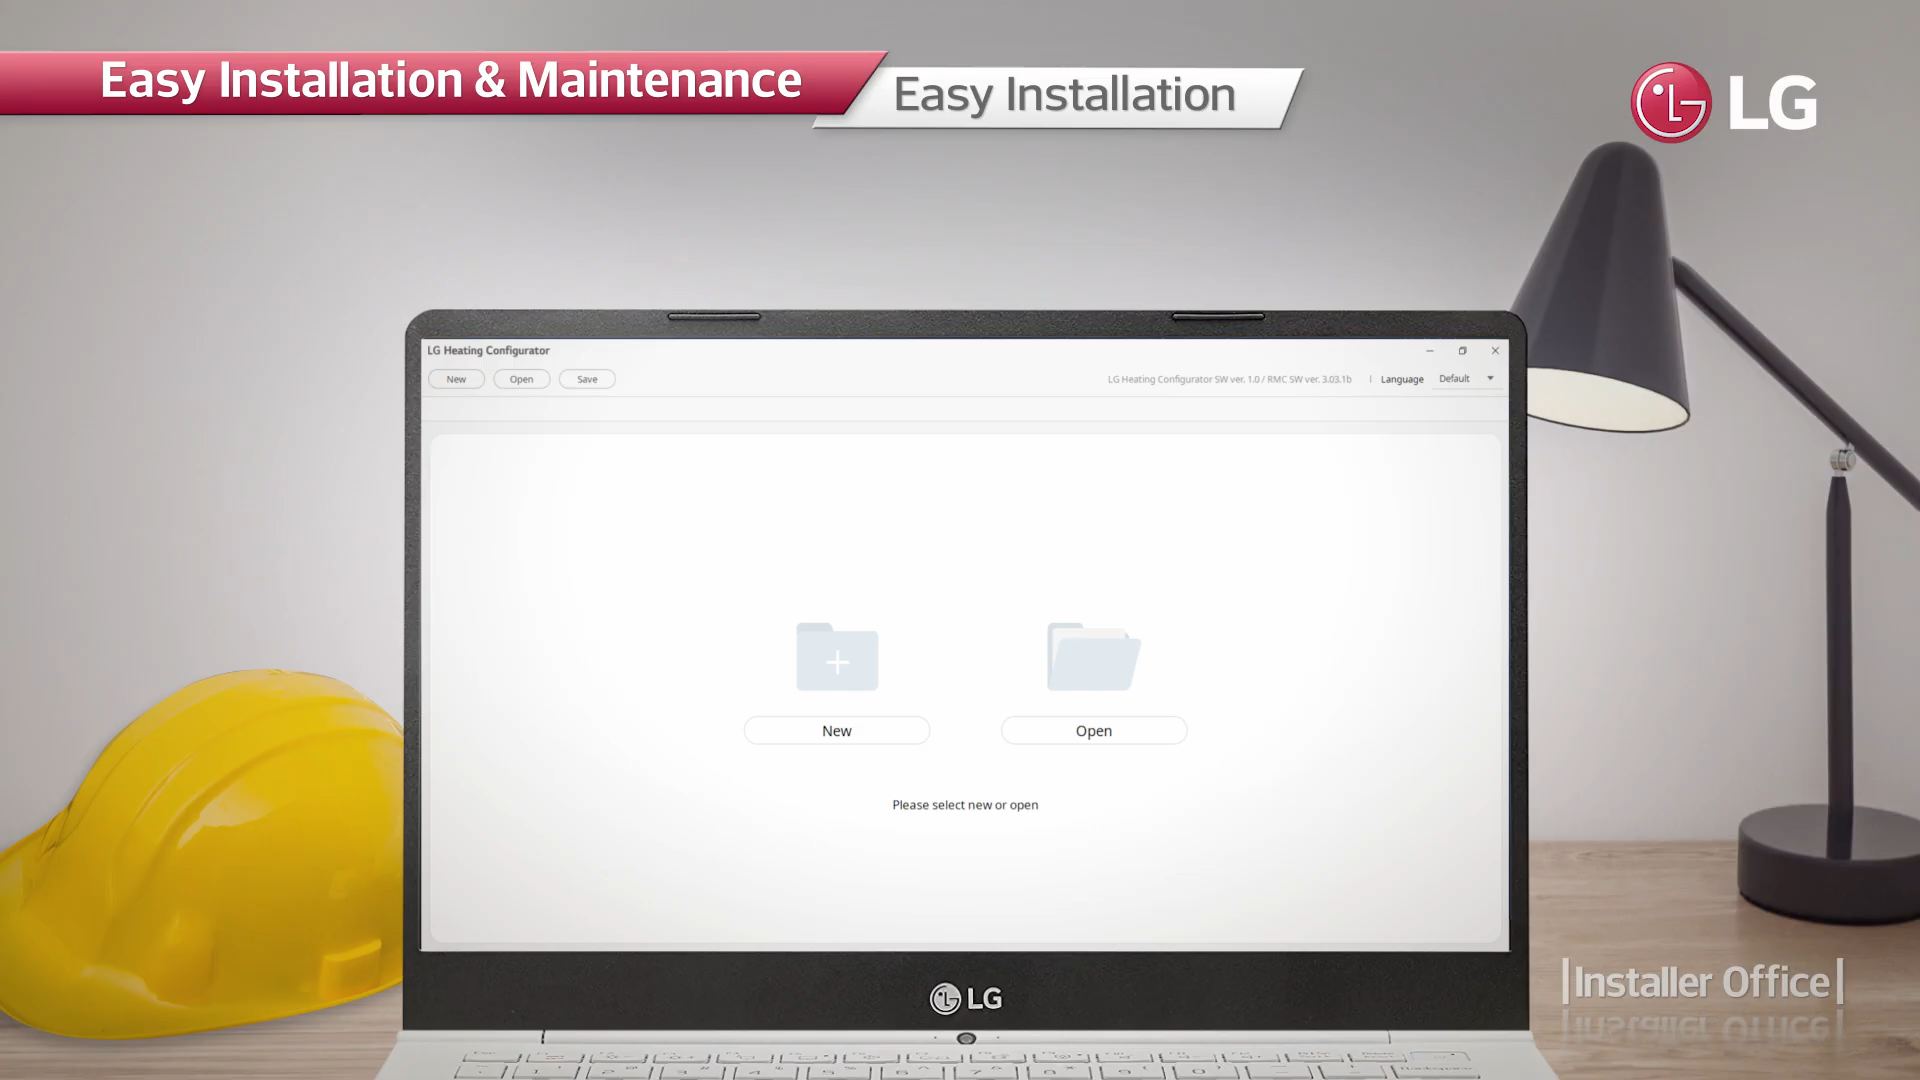 Easy Installation & Maintenance
Easy Installation
LG
LG Heating Configurator
New Open Save
LG Heating Configurator SW ver. 1.0 / RMC SW ver. 3.03.1b | Language Default
New Open
Please select new or open
LG
|Installer Office|